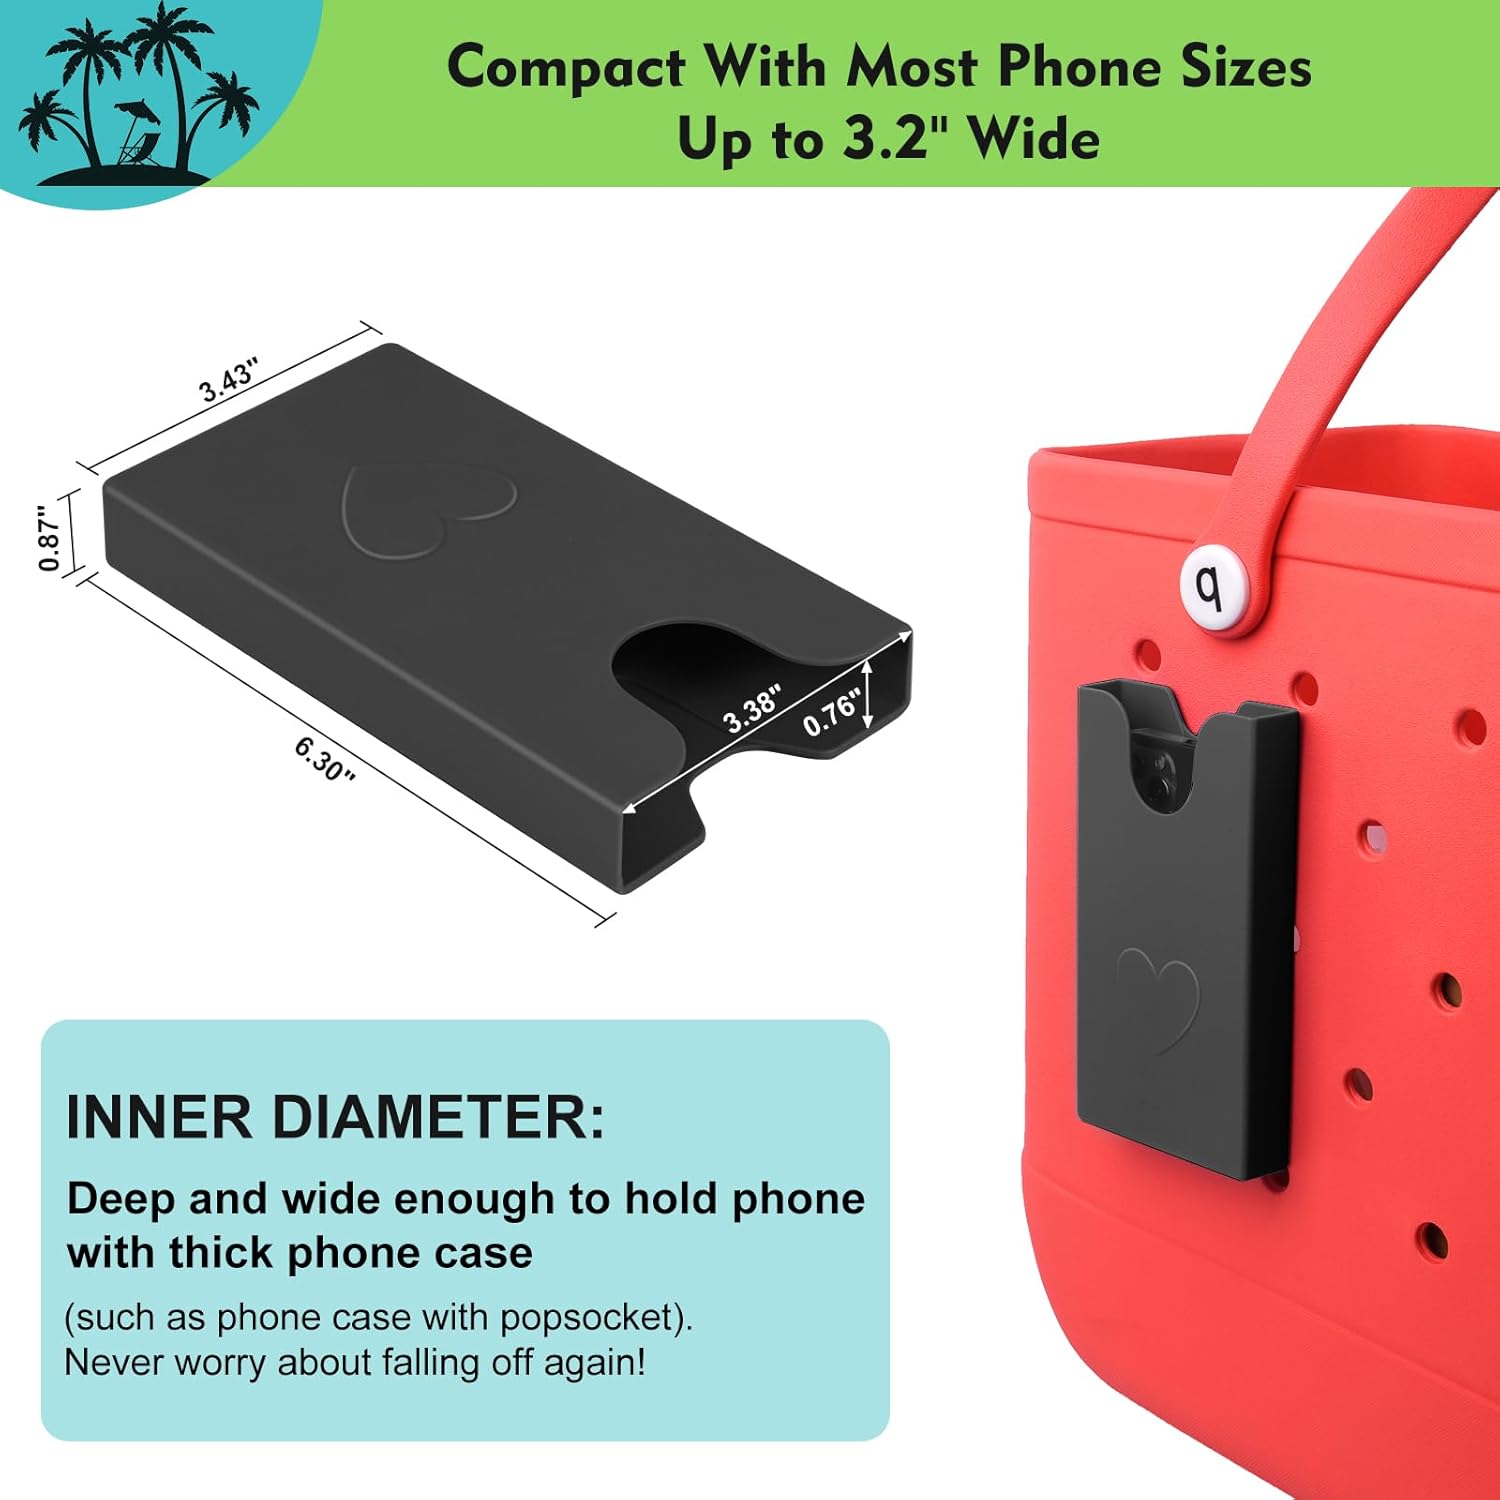 Compact With Most Phone Sizes
Up to 3.2" Wide
3.43"
0.87"
6.30"
3.38"
0.76"
q
INNER DIAMETER:
Deep and wide enough to hold phone
with thick phone case
(such as phone case with popsocket).
Never worry about falling off again!